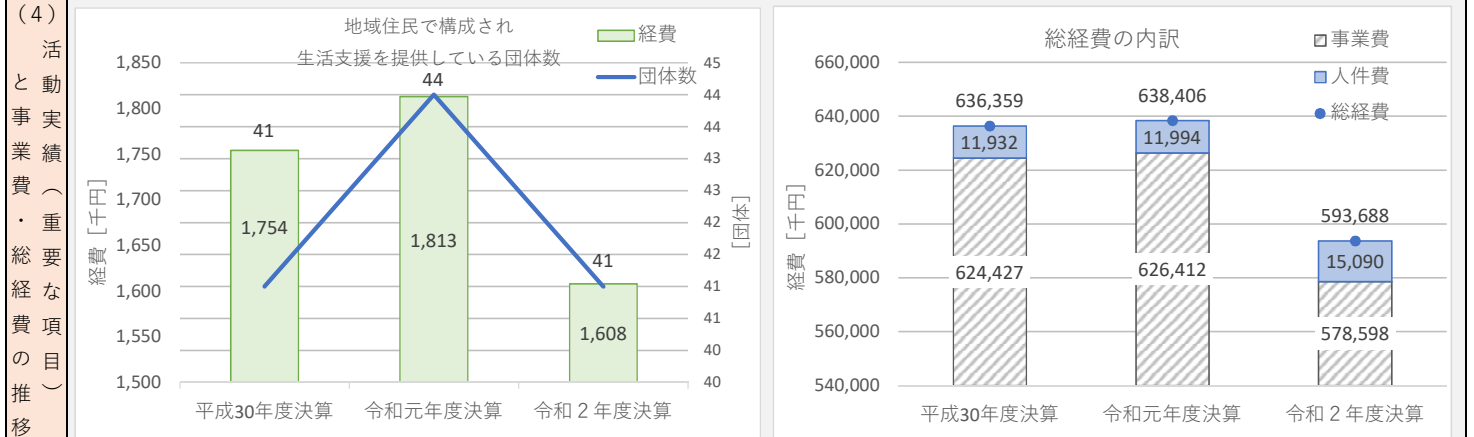 (4)
活動実績(重要な項目)
と事業費・総経費の推移
地域住民で構成され
生活支援を提供している団体数
経費
団体数
1,850
1,800
1,750
1,700
1,650
1,600
1,550
1,500
経費[千円]
45
44
44
43
43
42
42
41
41
40
40
[団体]
41
44
41
1,754
1,813
1,608
平成30年度決算
令和元年度決算
令和２年度決算
総経費の内訳
事業費
人件費
総経費
660,000
640,000
620,000
600,000
580,000
560,000
540,000
経費[千円]
636,359
638,406
593,688
11,932
11,994
15,090
624,427
626,412
578,598
平成30年度決算
令和元年度決算
令和２年度決算